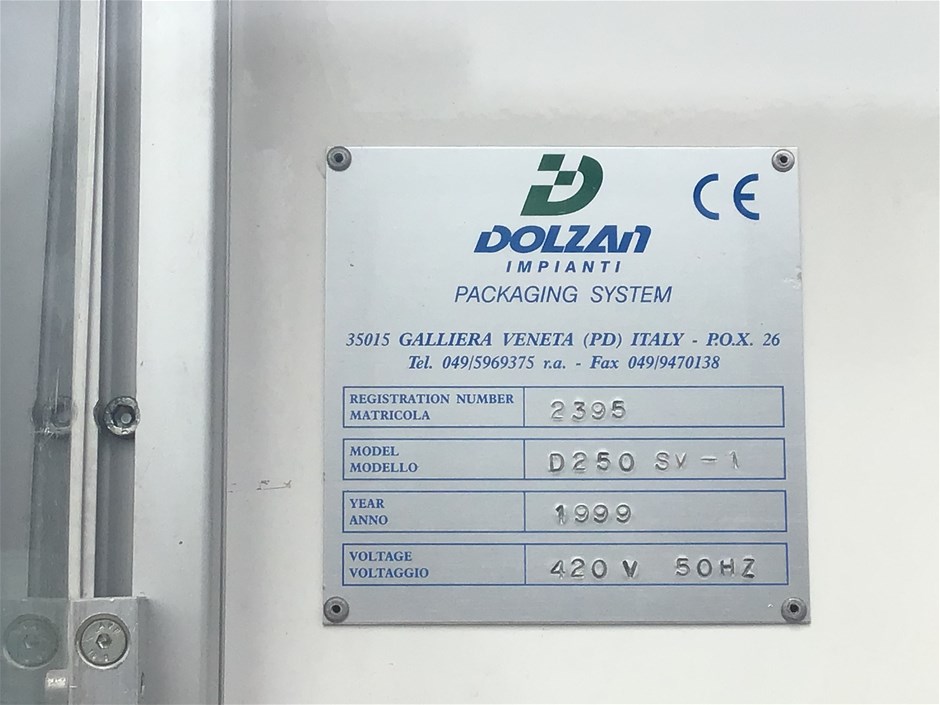 CE
DOLZAN
IMPIANTI
PACKAGING SYSTEM
35015 GALLIERA VENETA (PD) ITALY - P.O.X. 26
Tel. 049/5969375 r.a. - Fax 049/9470138
REGISTRATION NUMBER
MATRICOLA
2395
MODEL
MODELLO
D250 SV-1
YEAR
ANNO
1999
VOLTAGE
VOLTAGGIO
420 V 50HZ